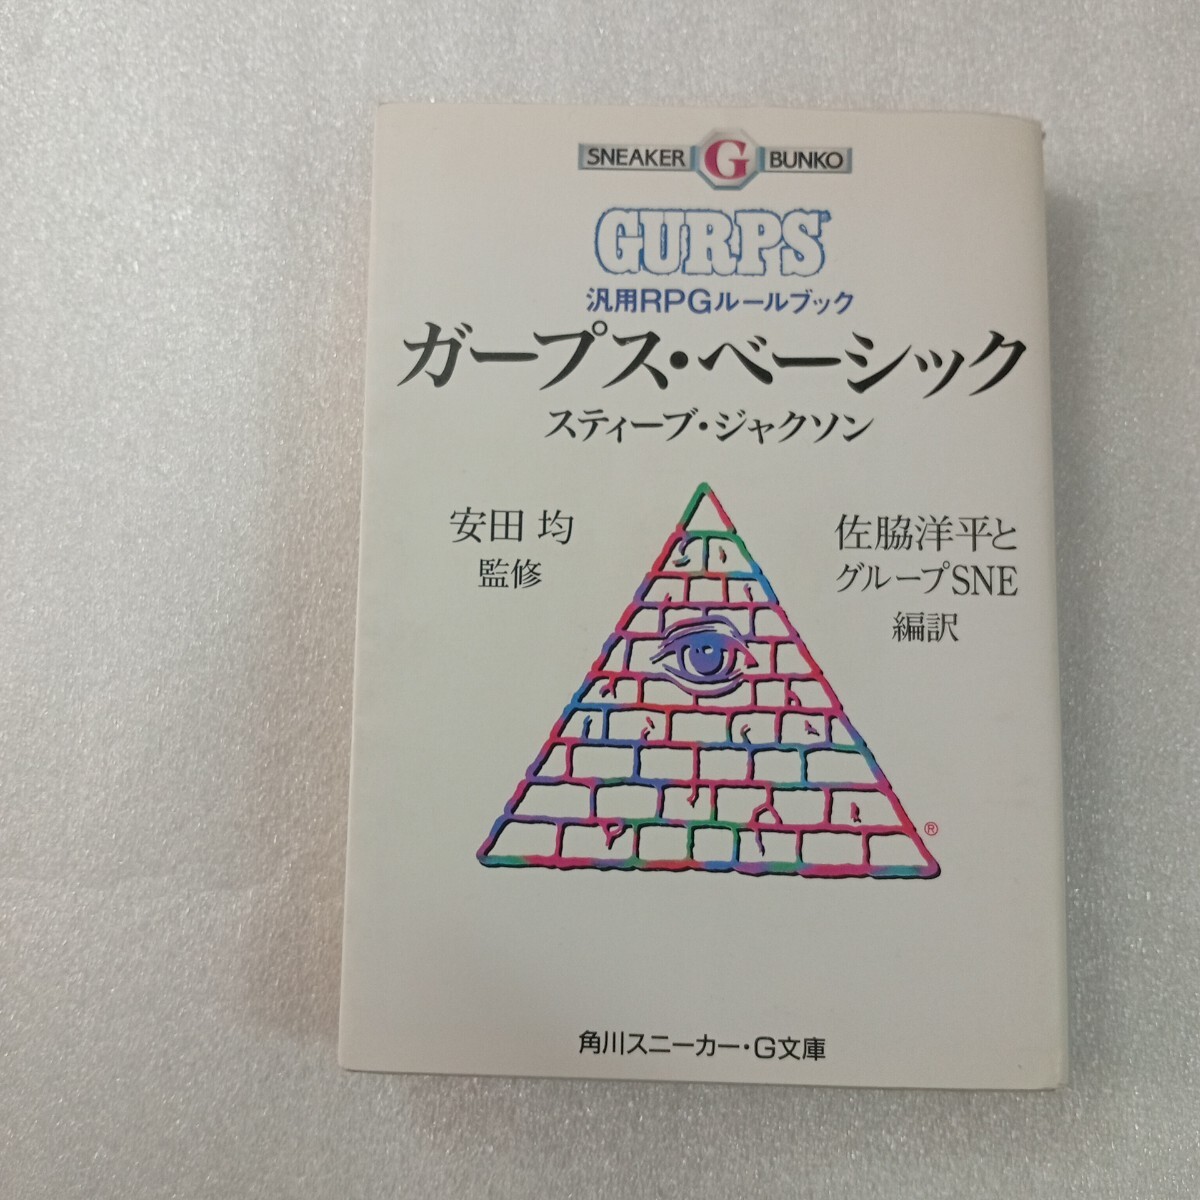 SNEAKER G BUNKO
GURPS
汎用RPGルールブック
ガープス・ベーシック
スティーブ・ジャクソン
安田 均
監修
佐脇洋平と
グループSNE
編訳
®
角川スニーカー・G文庫